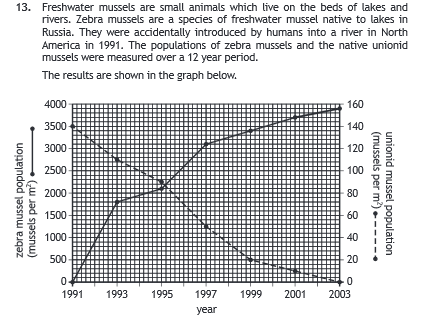 13. Freshwater mussels are small animals which live on the beds of lakes and
rivers. Zebra mussels are a species of freshwater mussel native to lakes in
Russia. They were accidentally introduced by humans into a river in North
America in 1991. The populations of zebra mussels and the native unionid
mussels were measured over a 12 year period.
The results are shown in the graph below.
zebra mussel population
(mussels per m²)
4000
3500
3000
2500
2000
1500
1000
500
0
160
140
120
100
80
60
40
20
0
unionid mussel population
(mussels per m²)
1991 1993 1995 1997 1999 2001 2003
year